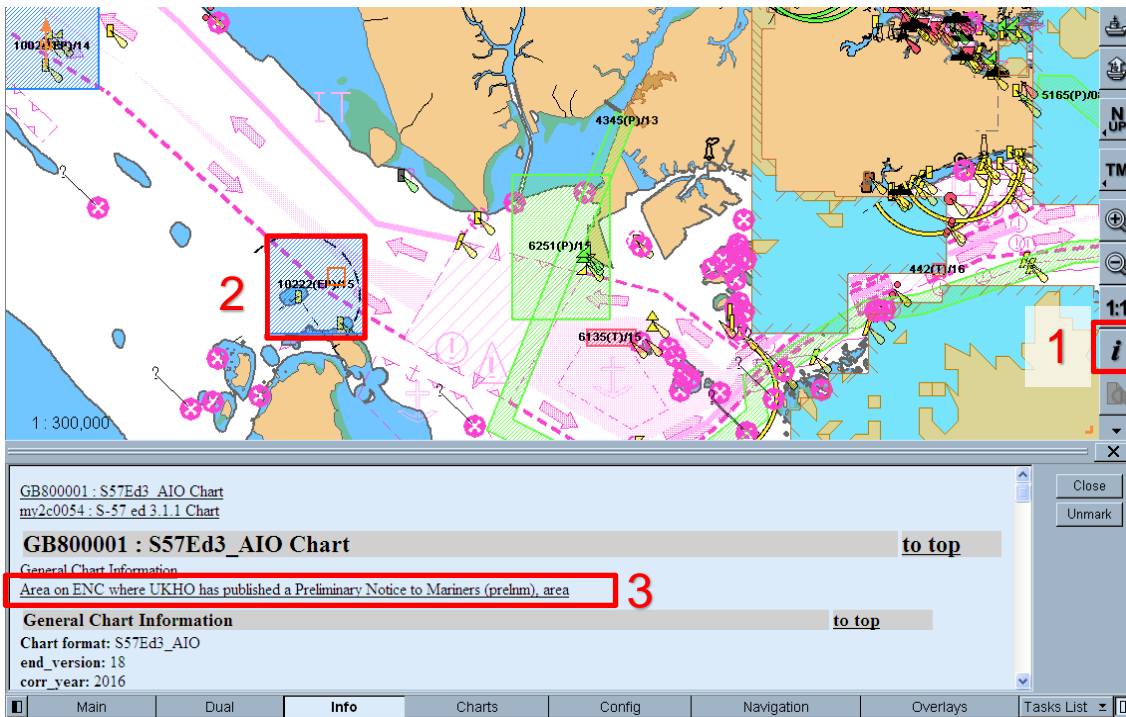 1002 (EP)/14
IT
4345(P)/13
5165(P)/0
N
UP
TM
6251(P)/15
2
10222(EP)/15
442(T)/16
1:1
1
i
6135(T)/15
?
?
?
?
?
1 : 300,000
X
GB800001 : S57Ed3_AIO Chart
my2c0054 : S-57 ed 3.1.1 Chart
Close
Unmark
GB800001 : S57Ed3_AIO Chart to top
General Chart Information
Area on ENC where UKHO has published a Preliminary Notice to Mariners (prelnm), area
3
General Chart Information to top
Chart format: S57Ed3_AIO
end_version: 18
corr_year: 2016
Main Dual Info Charts Config Navigation Overlays Tasks List